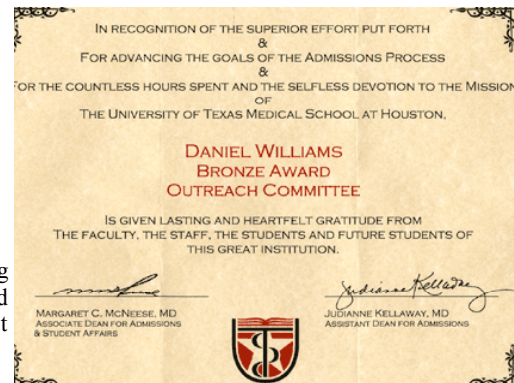 IN RECOGNITION OF THE SUPERIOR EFFORT PUT FORTH
&
FOR ADVANCING THE GOALS OF THE ADMISSIONS PROCESS
&
FOR THE COUNTLESS HOURS SPENT AND THE SELFLESS DEVOTION TO THE MISSION
OF
THE UNIVERSITY OF TEXAS MEDICAL SCHOOL AT HOUSTON,
DANIEL WILLIAMS
BRONZE AWARD
OUTREACH COMMITTEE
IS GIVEN LASTING AND HEARTFELT GRATITUDE FROM
THE FACULTY, THE STAFF, THE STUDENTS AND FUTURE STUDENTS OF
THIS GREAT INSTITUTION.
Judianne Kellaway
MARGARET C. MCNEESE, MD
ASSOCIATE DEAN FOR ADMISSIONS
& STUDENT AFFAIRS
JUDIANNE KELLAWAY, MD
ASSISTANT DEAN FOR ADMISSIONS